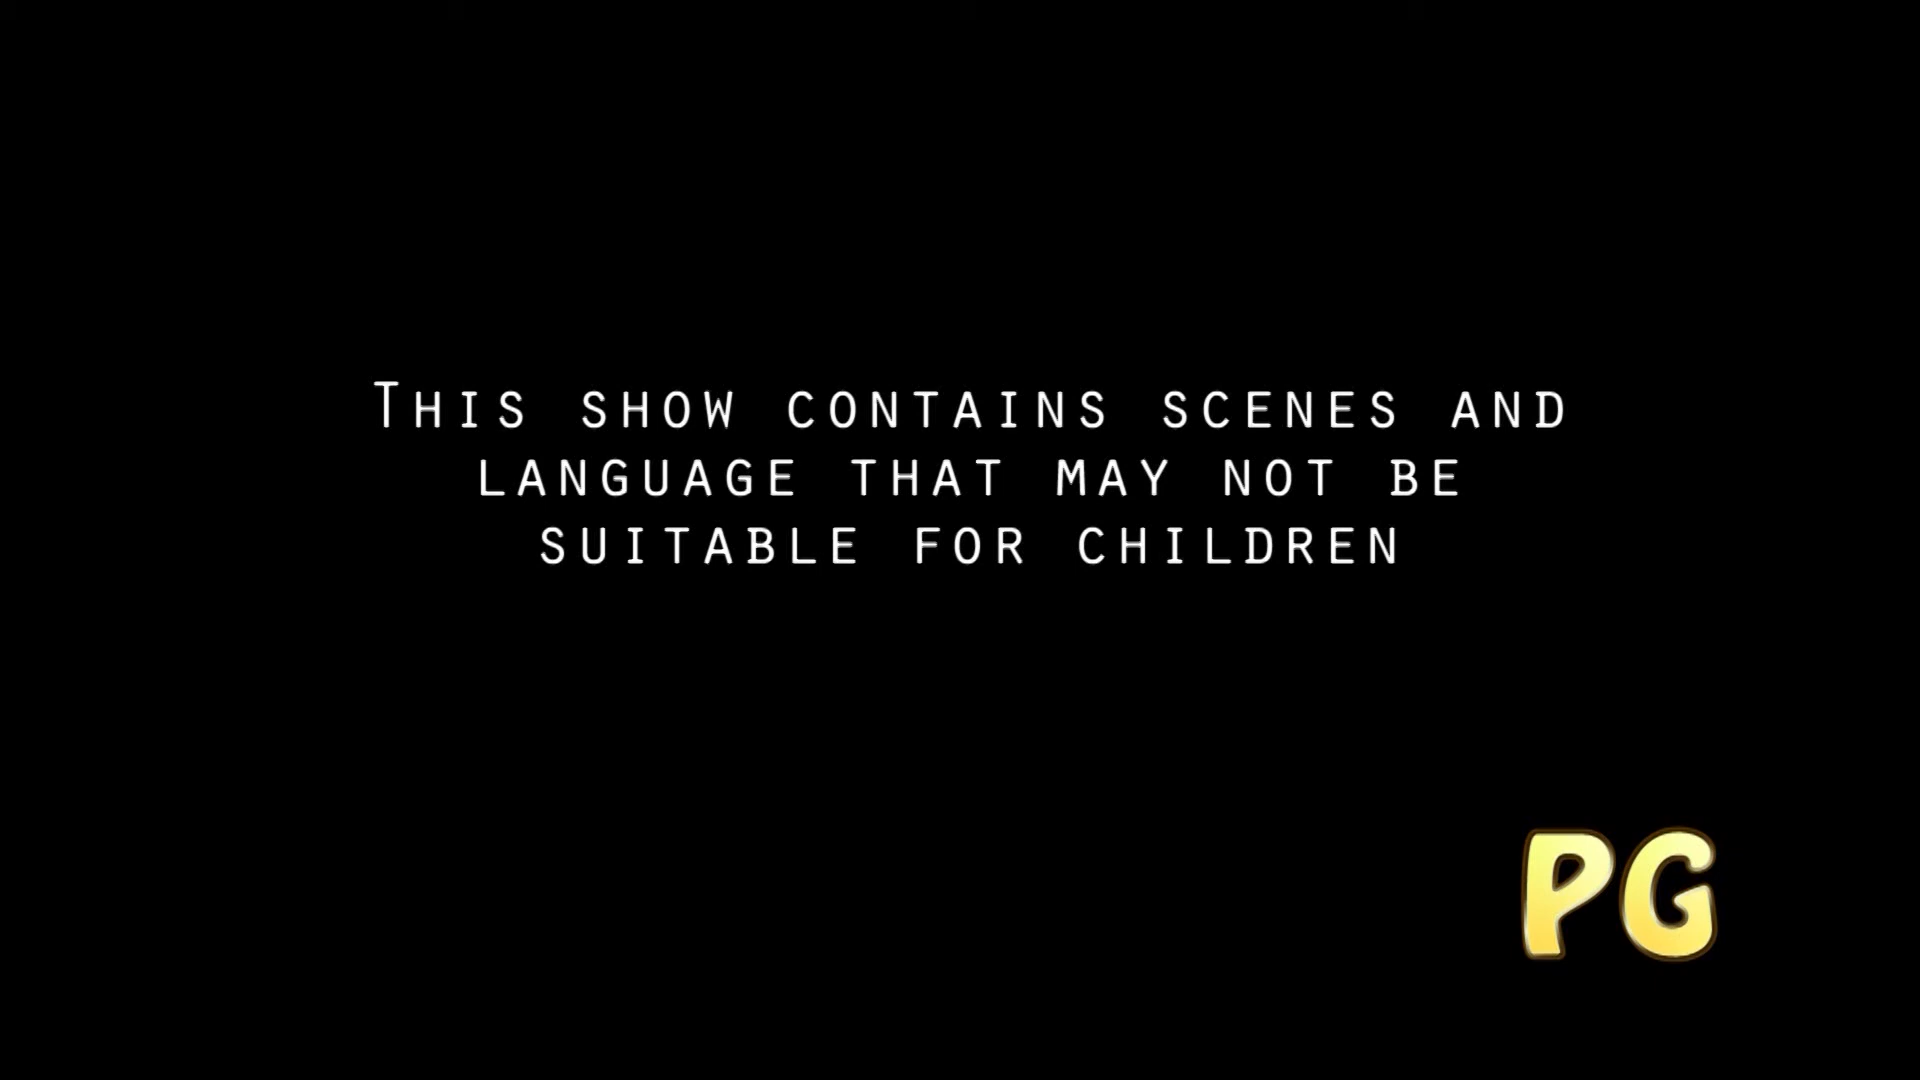 This show contains scenes and
language that may not be
suitable for children
PG